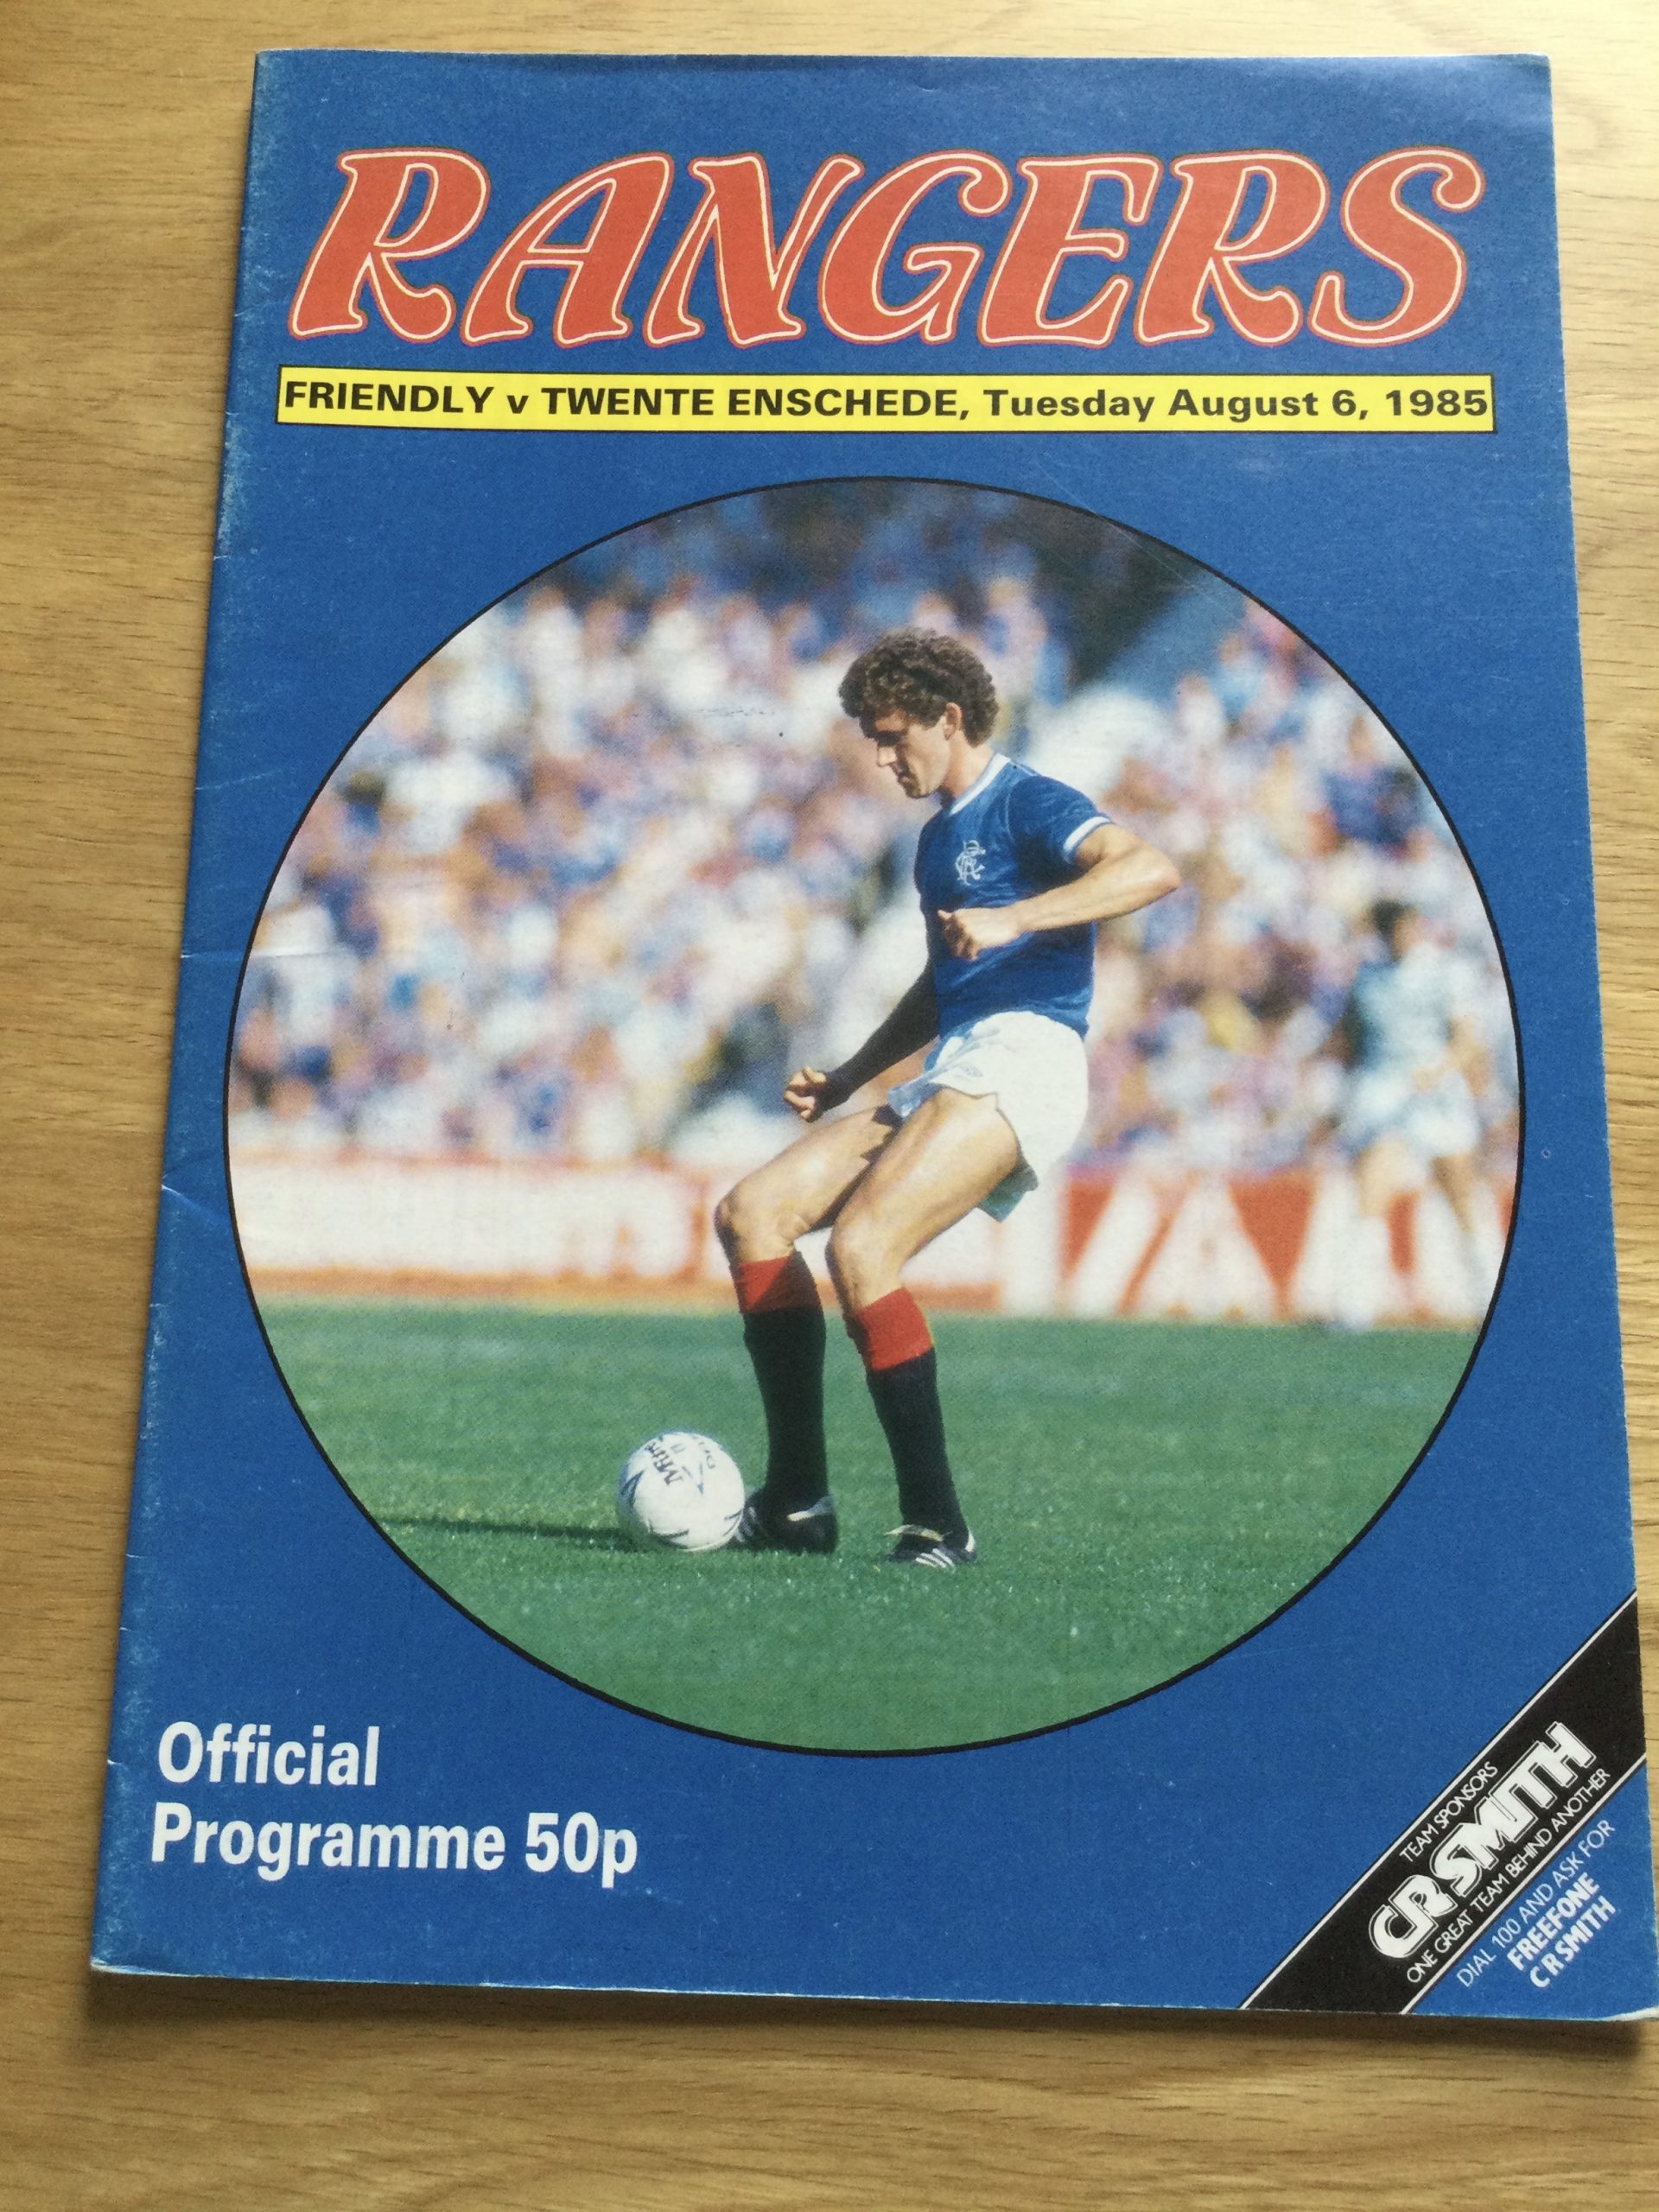 RANGERS
FRIENDLY v TWENTE ENSCHEDE, Tuesday August 6, 1985
Mitre
Official
Programme 50p
TEAM SPONSORS
CR SMITH
ONE GREAT TEAM BEHIND ANOTHER
DIAL 100 AND ASK FOR
FREEFONE
CR SMITH